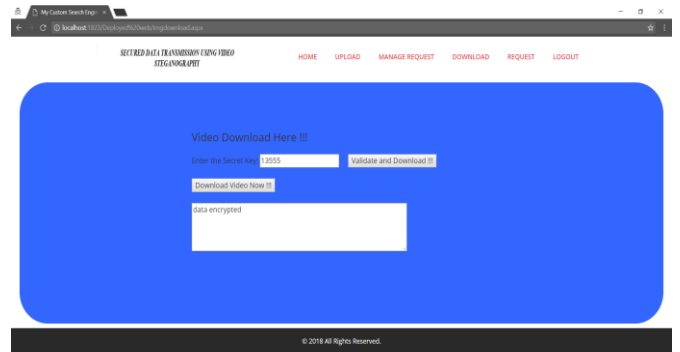 My Custom Search Engi
localhost:1823/Deployed%20web/Imgdownload.aspx
SECURED DATA TRANSMISSION USING VIDEO
STEGANOGRAPHY
HOME UPLOAD MANAGE REQUEST DOWNLOAD REQUEST LOGOUT
Video Download Here !!!
Enter the Secret Key: 13555 Validate and Download !!!
Download Video Now !!!
data encrypted
© 2018 All Rights Reserved.